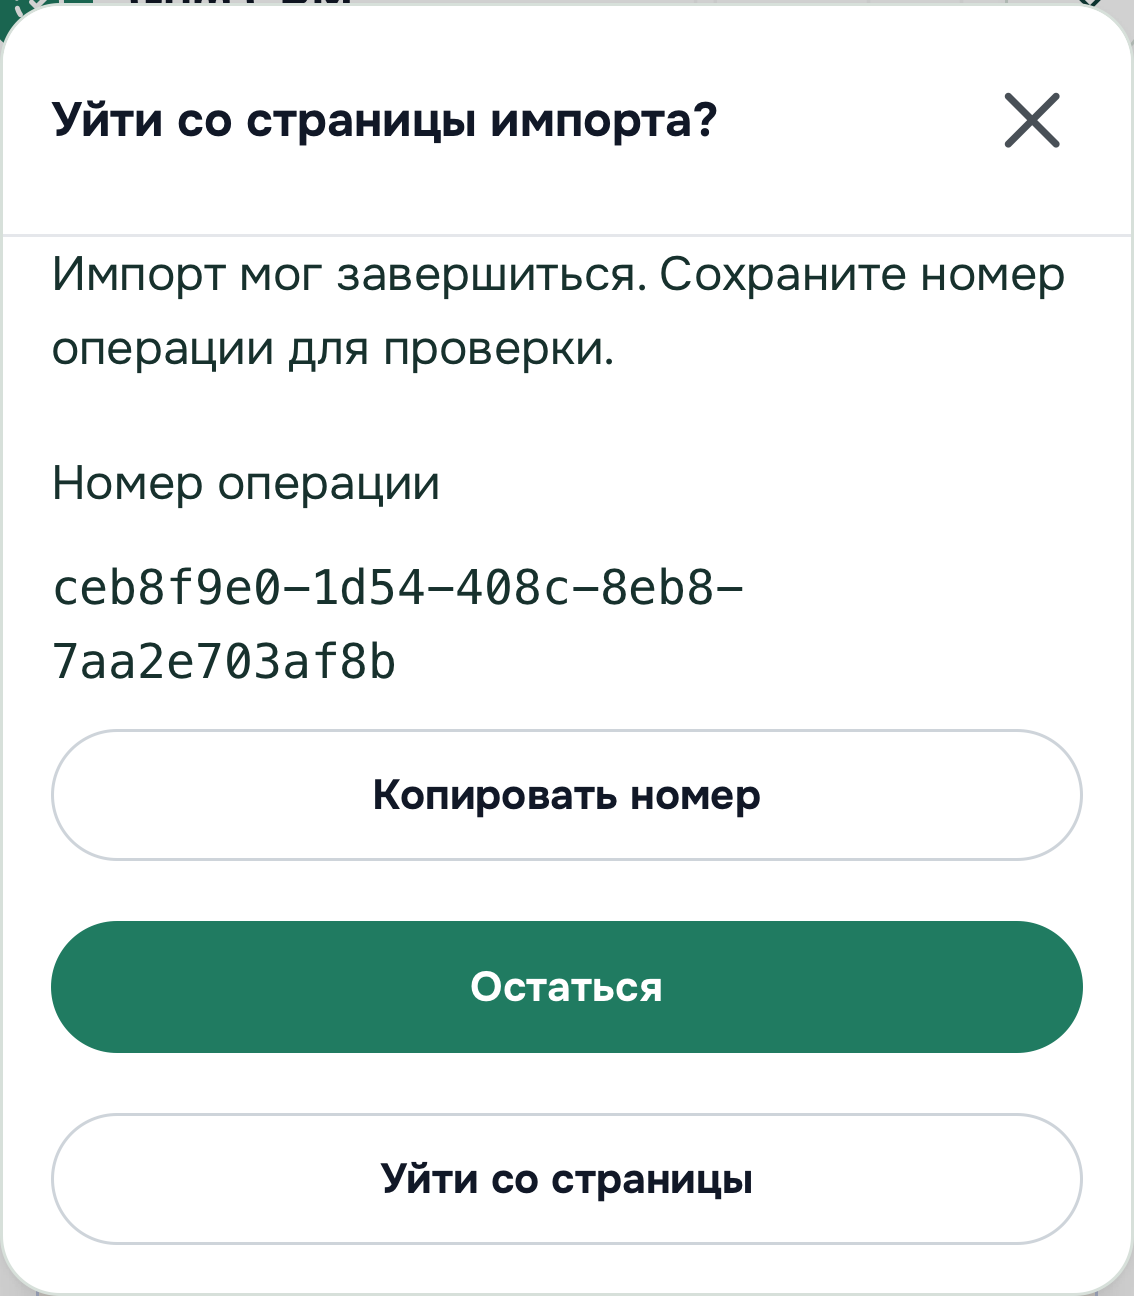 Уйти со страницы импорта?
Импорт мог завершиться. Сохраните номер
операции для проверки.
Номер операции
ceb8f9e0-1d54-408c-8eb8-
7aa2e703af8b
Копировать номер
Остаться
Уйти со страницы